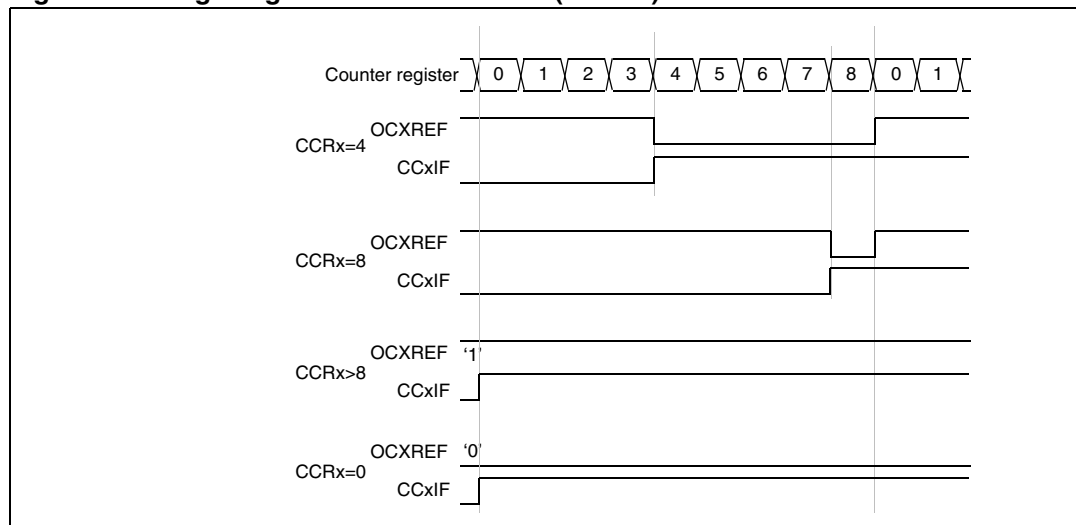 Counter register 0 1 2 3 4 5 6 7 8 0 1
OCXREF
CCRx=4
CCxIF
OCXREF
CCRx=8
CCxIF
OCXREF ‘1’
CCRx>8
CCxIF
OCXREF ‘0’
CCRx=0
CCxIF